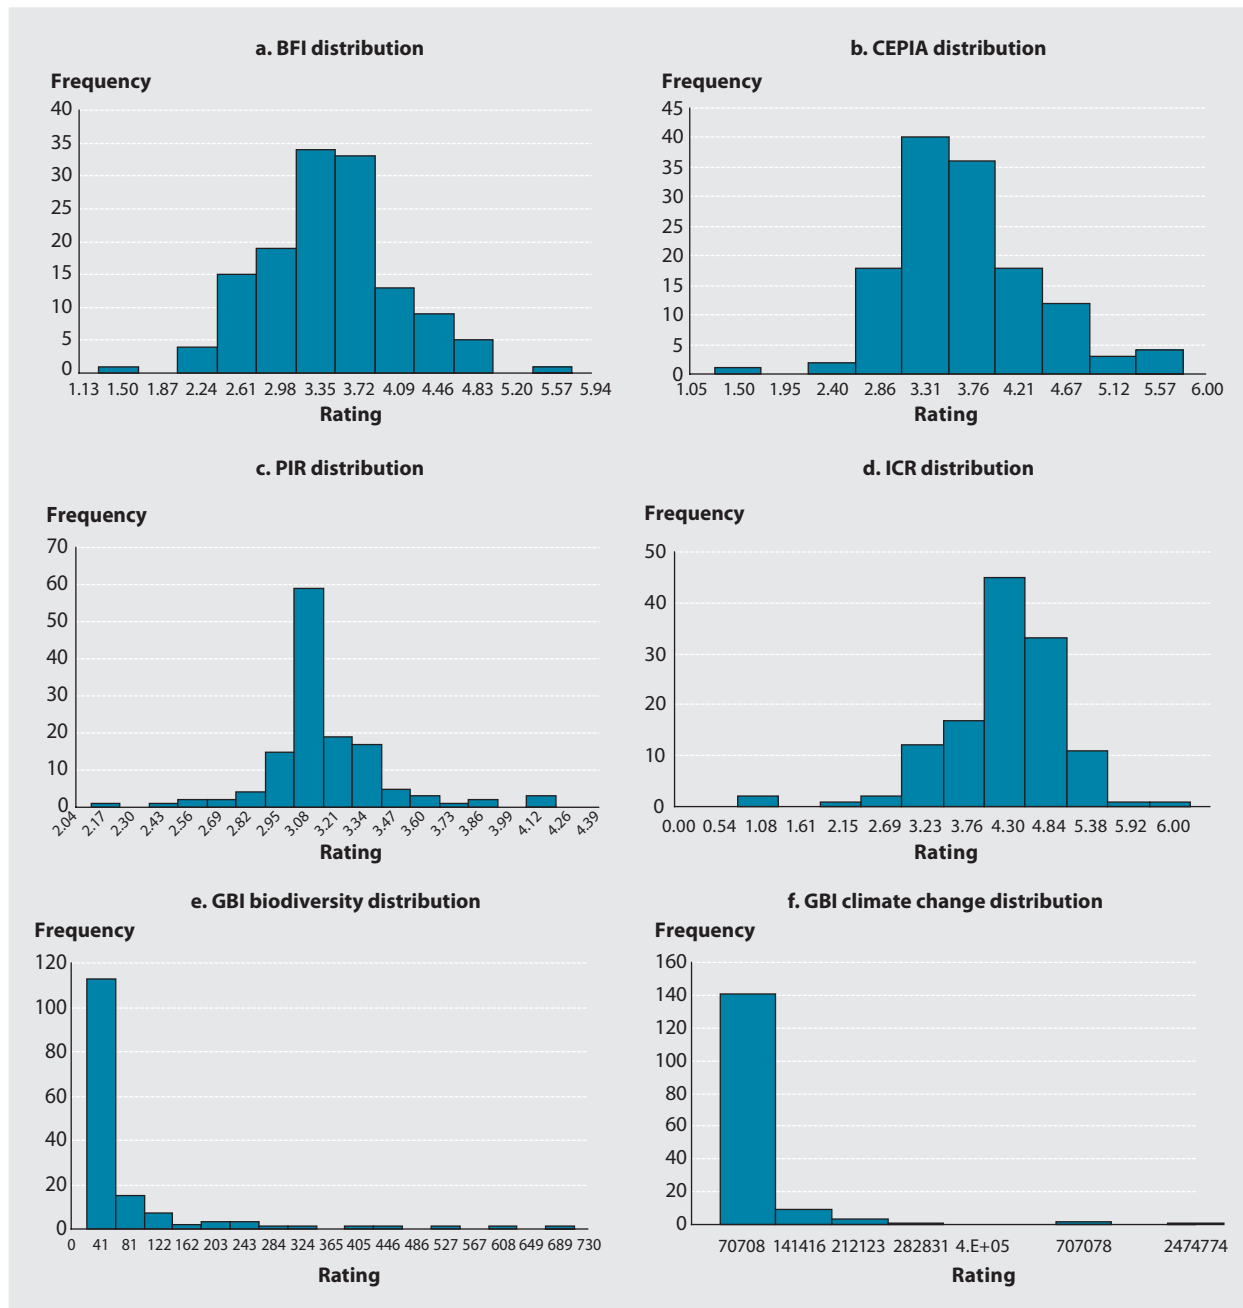 a. BFI distribution
Frequency
40
35
30
25
20
15
10
5
0
1.13 1.50 1.87 2.24 2.61 2.98 3.35 3.72 4.09 4.46 4.83 5.20 5.57 5.94
Rating
b. CEPIA distribution
Frequency
45
40
35
30
25
20
15
10
5
0
1.05 1.50 1.95 2.40 2.86 3.31 3.76 4.21 4.67 5.12 5.57 6.00
Rating
c. PIR distribution
Frequency
70
60
50
40
30
20
10
0
2.04 2.17 2.30 2.43 2.56 2.69 2.82 2.95 3.08 3.21 3.34 3.47 3.60 3.73 3.86 3.99 4.12 4.26 4.39
Rating
d. ICR distribution
Frequency
50
40
30
20
10
0
0.00 0.54 1.08 1.61 2.15 2.69 3.23 3.76 4.30 4.84 5.38 5.92 6.00
Rating
e. GBI biodiversity distribution
Frequency
120
100
80
60
40
20
0
0 41 81 122 162 203 243 284 324 365 405 446 486 527 567 608 649 689 730
Rating
f. GBI climate change distribution
Frequency
160
140
120
100
80
60
40
20
0
70708 141416 212123 282831 4.E+05 707078 2474774
Rating